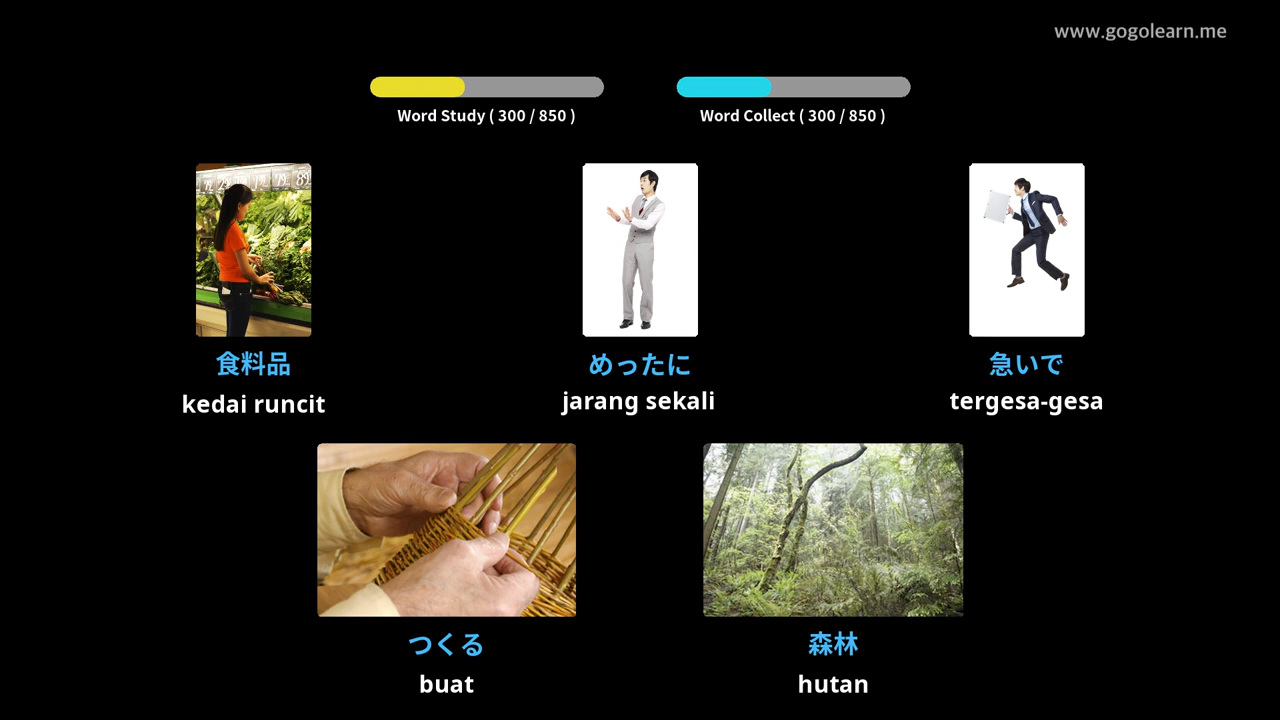 www.gogolearn.me
Word Study ( 300 / 850 )
Word Collect ( 300 / 850 )
食料品
kedai runcit
めったに
jarang sekali
急いで
tergesa-gesa
つくる
buat
森林
hutan